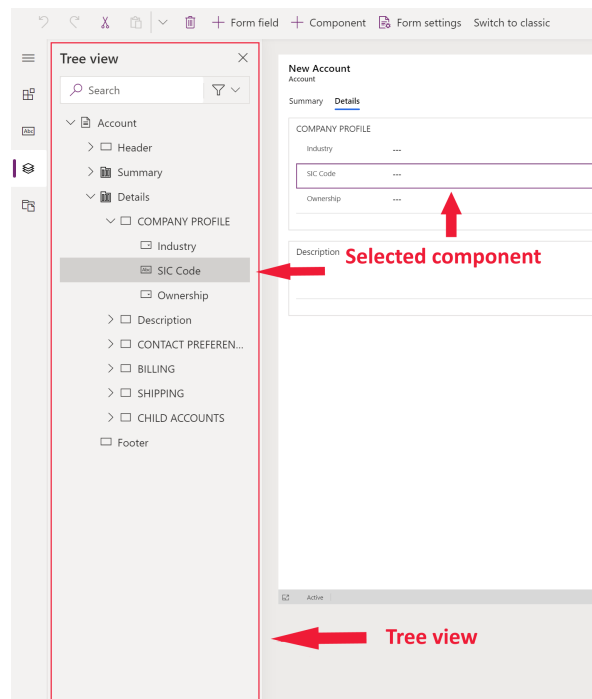 + Form field + Component Form settings Switch to classic
Tree view
Search
Account
Header
Summary
Details
COMPANY PROFILE
Industry
Abc SIC Code
Ownership
Description
CONTACT PREFEREN...
BILLING
SHIPPING
CHILD ACCOUNTS
Footer
Abc
New Account
Account
Summary Details
COMPANY PROFILE
Industry ---
SIC Code ---
Ownership ---
Description
Selected component
Active
Tree view